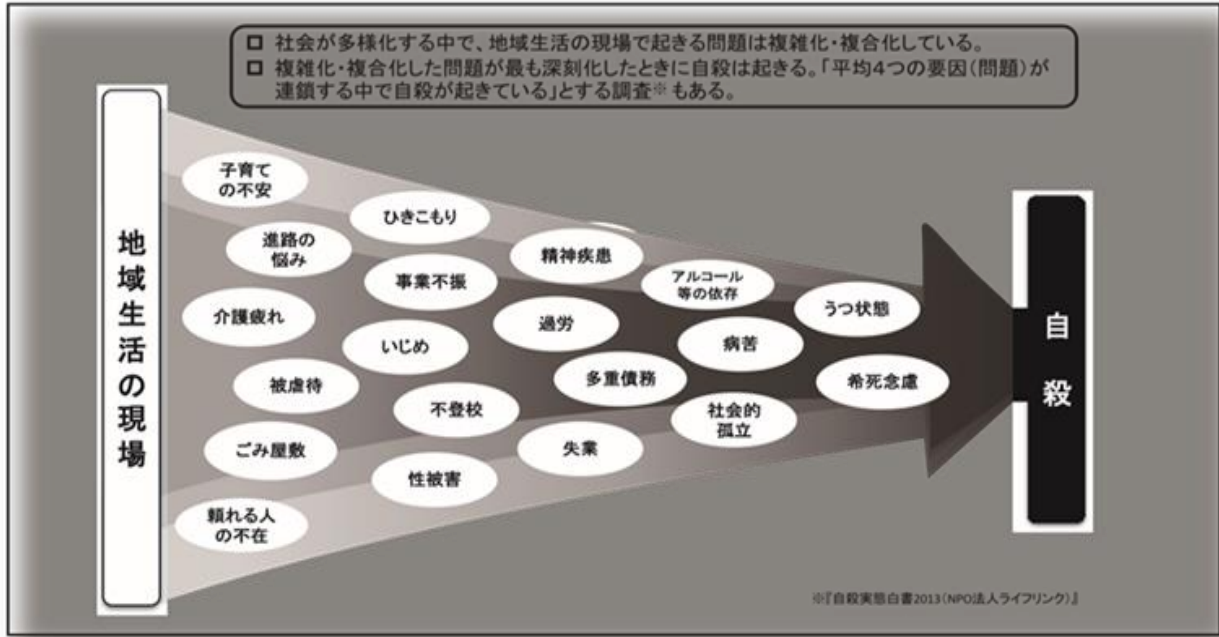 □ 社会が多様化する中で、地域生活の現場で起きる問題は複雑化・複合化している。
□ 複雑化・複合化した問題が最も深刻化したときに自殺は起きる。「平均4つの要因(問題)が
連鎖する中で自殺が起きている」とする調査※もある。
地域生活の現場
子育て
の不安
進路の
悩み
介護疲れ
被虐待
ごみ屋敷
頼れる人
の不在
ひきこもり
事業不振
いじめ
不登校
性被害
精神疾患
過労
多重債務
失業
アルコール
等の依存
病苦
社会的
孤立
うつ状態
希死念慮
自殺
※『自殺実態白書2013(NPO法人ライフリンク)』